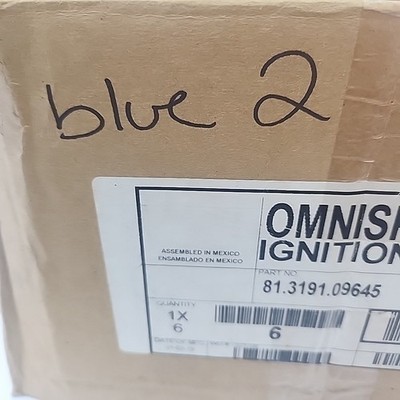 blue 2
OMNISP
ASSEMBLED IN MEXICO
IGNITION
ENSAMBLADO EN MEXICO
PART NO
81.3191.09645
QUANTITY
1X
6
6